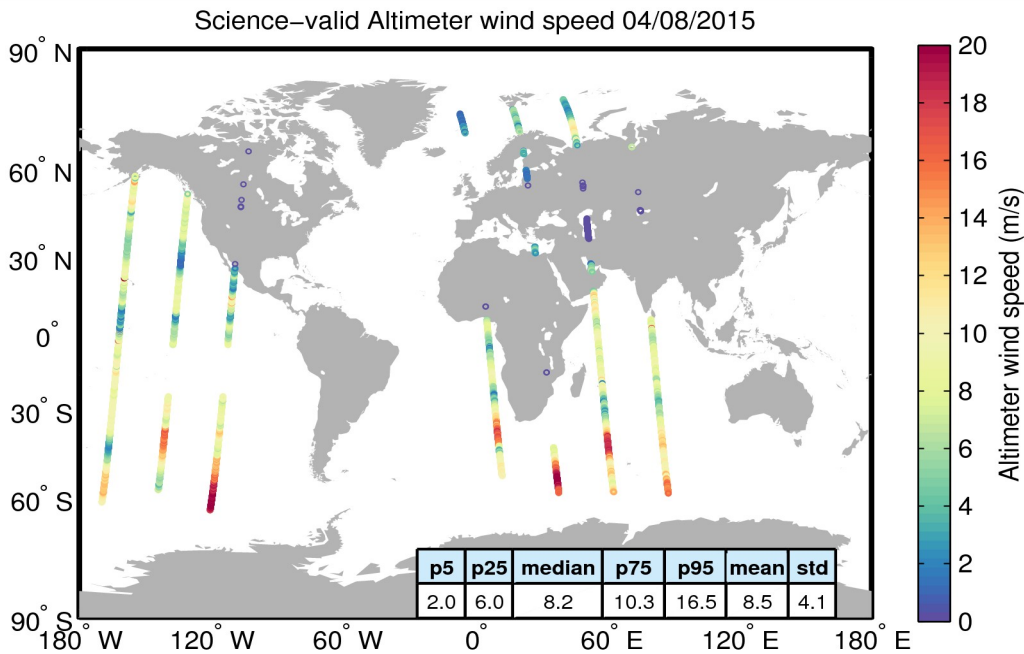 Science−valid Altimeter wind speed 04/08/2015
90° N
60° N
30° N
0°
30° S
60° S
90° S
180° W
120° W
60° W
0°
60° E
120° E
180° E
p5 p25 median p75 p95 mean std
2.0 6.0 8.2 10.3 16.5 8.5 4.1
20
18
16
14
12
10
8
6
4
2
0
Altimeter wind speed (m/s)